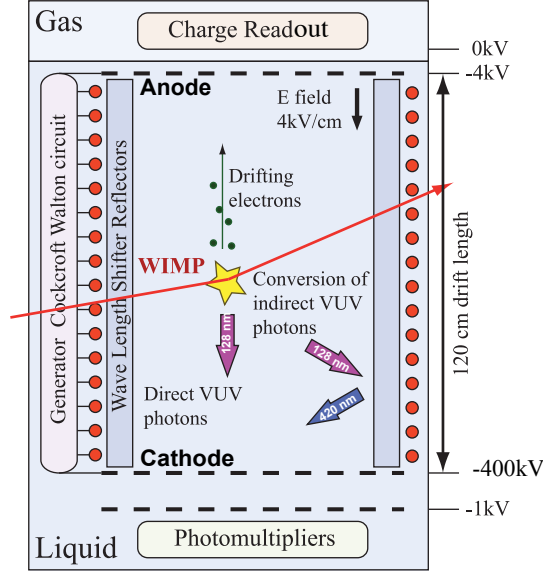 Gas
Charge Readout
0kV
-4kV
Anode
E field
4kV/cm
Drifting
electrons
WIMP
Conversion of
indirect VUV
photons
128 nm
128 nm
420 nm
Direct VUV
photons
Generator Cockcroft Walton circuit
Wave Length Shifter Reflectors
120 cm drift length
Cathode
-400kV
-1kV
Photomultipliers
Liquid